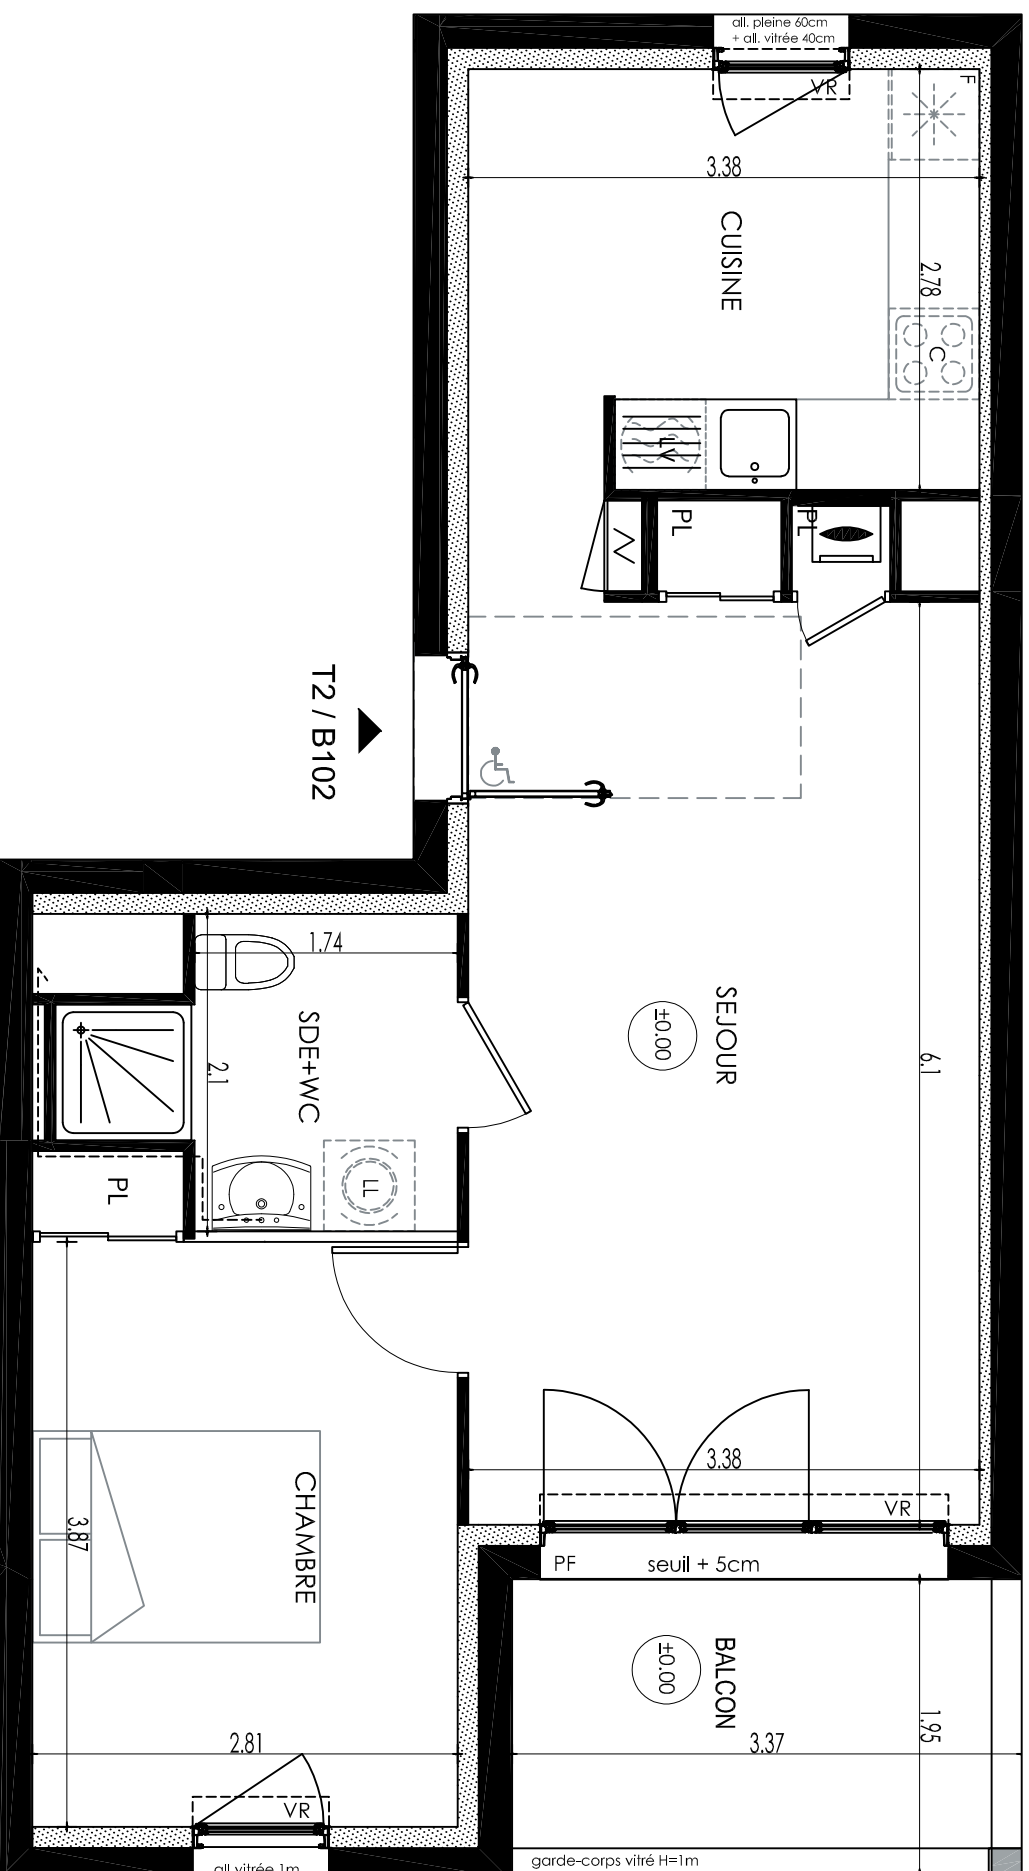 all. pleine 60cm
+ all. vitrée 40cm
VR
F
3.38
CUISINE
2.78
C
LV
PL
PL
T2 / B102
1.74
SEJOUR
±0.00
SDE+WC
2.1
6.1
LL
PL
3.38
CHAMBRE
3.87
VR
PF
seuil + 5cm
BALCON
±0.00
1.95
2.81
3.37
VR
garde-corps vitré H=1m
all.vitrée 1m